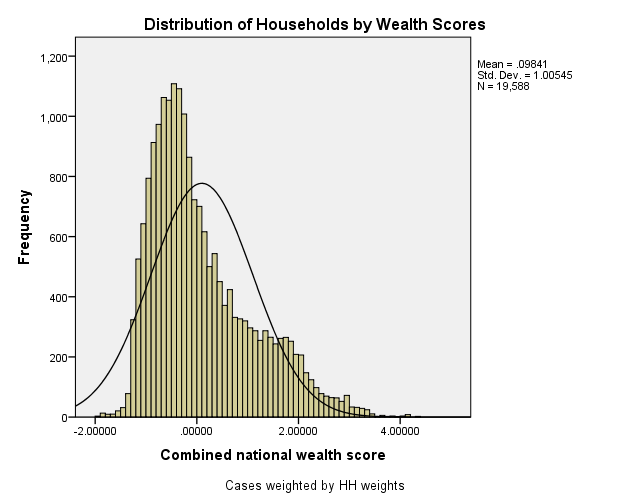 Distribution of Households by Wealth Scores
Mean = .09841
Std. Dev. = 1.00545
N = 19,588
1,200
1,000
800
600
400
200
0
Frequency
-2.00000 .00000 2.00000 4.00000
Combined national wealth score
Cases weighted by HH weights